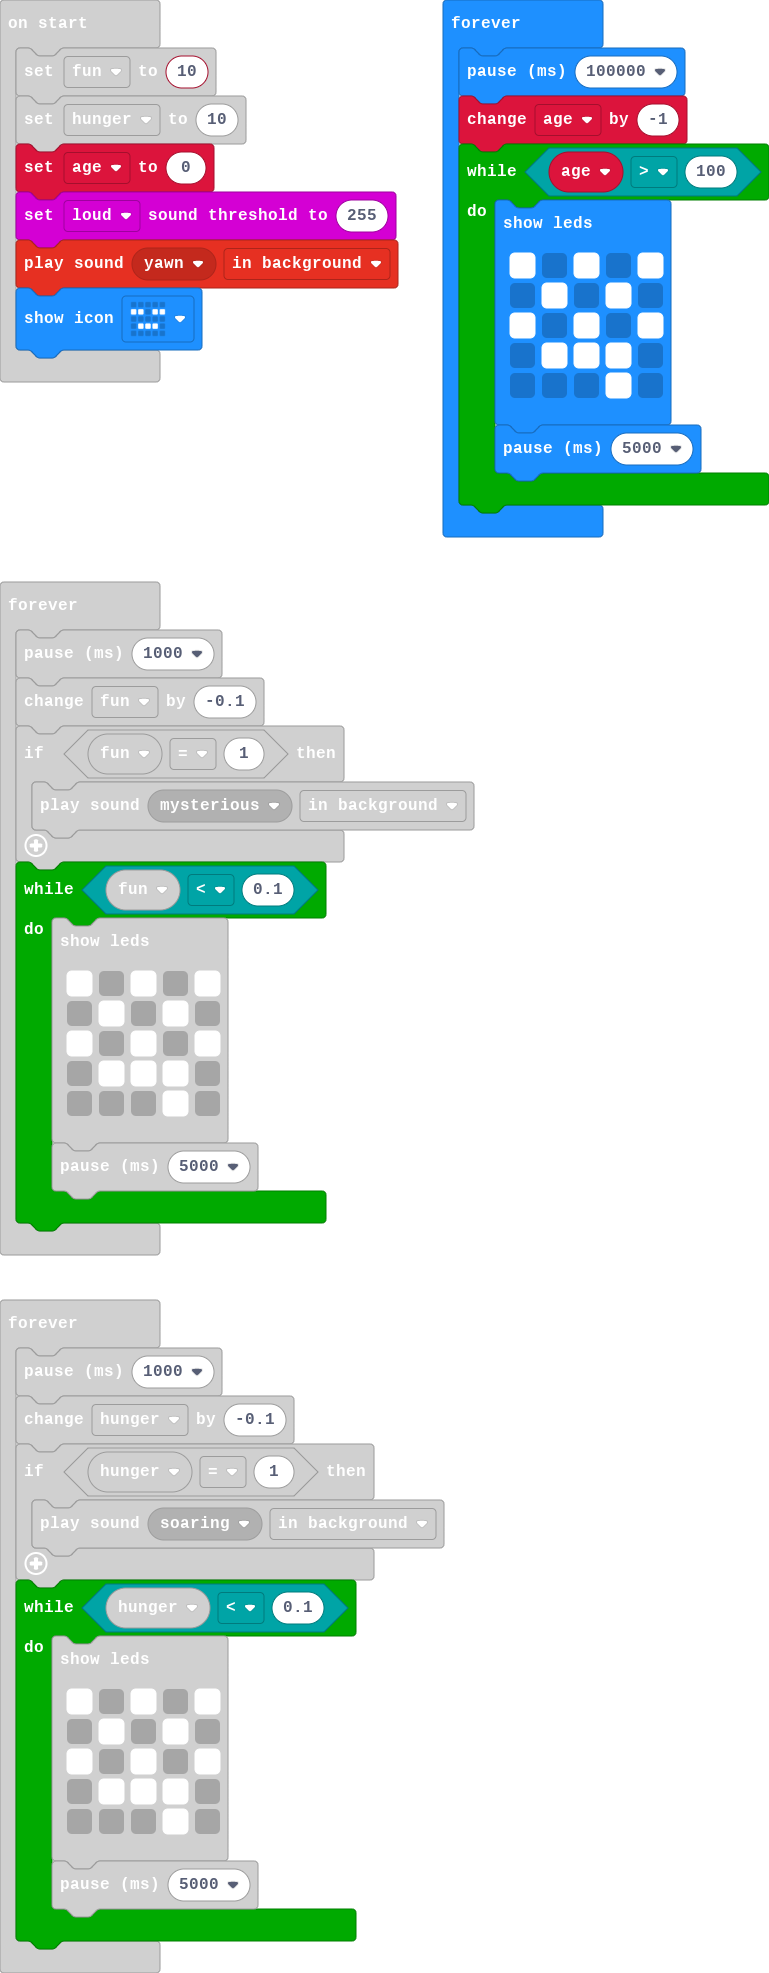 on start
set fun to 10
set hunger to 10
set age to 0
set loud sound threshold to 255
play sound yawn in background
show icon
forever
pause (ms) 100000
change age by -1
while age > 100
do
show leds
pause (ms) 5000
forever
pause (ms) 1000
change fun by -0.1
if fun = 1 then
play sound mysterious in background
while fun < 0.1
do
show leds
pause (ms) 5000
forever
pause (ms) 1000
change hunger by -0.1
if hunger = 1 then
play sound soaring in background
while hunger < 0.1
do
show leds
pause (ms) 5000